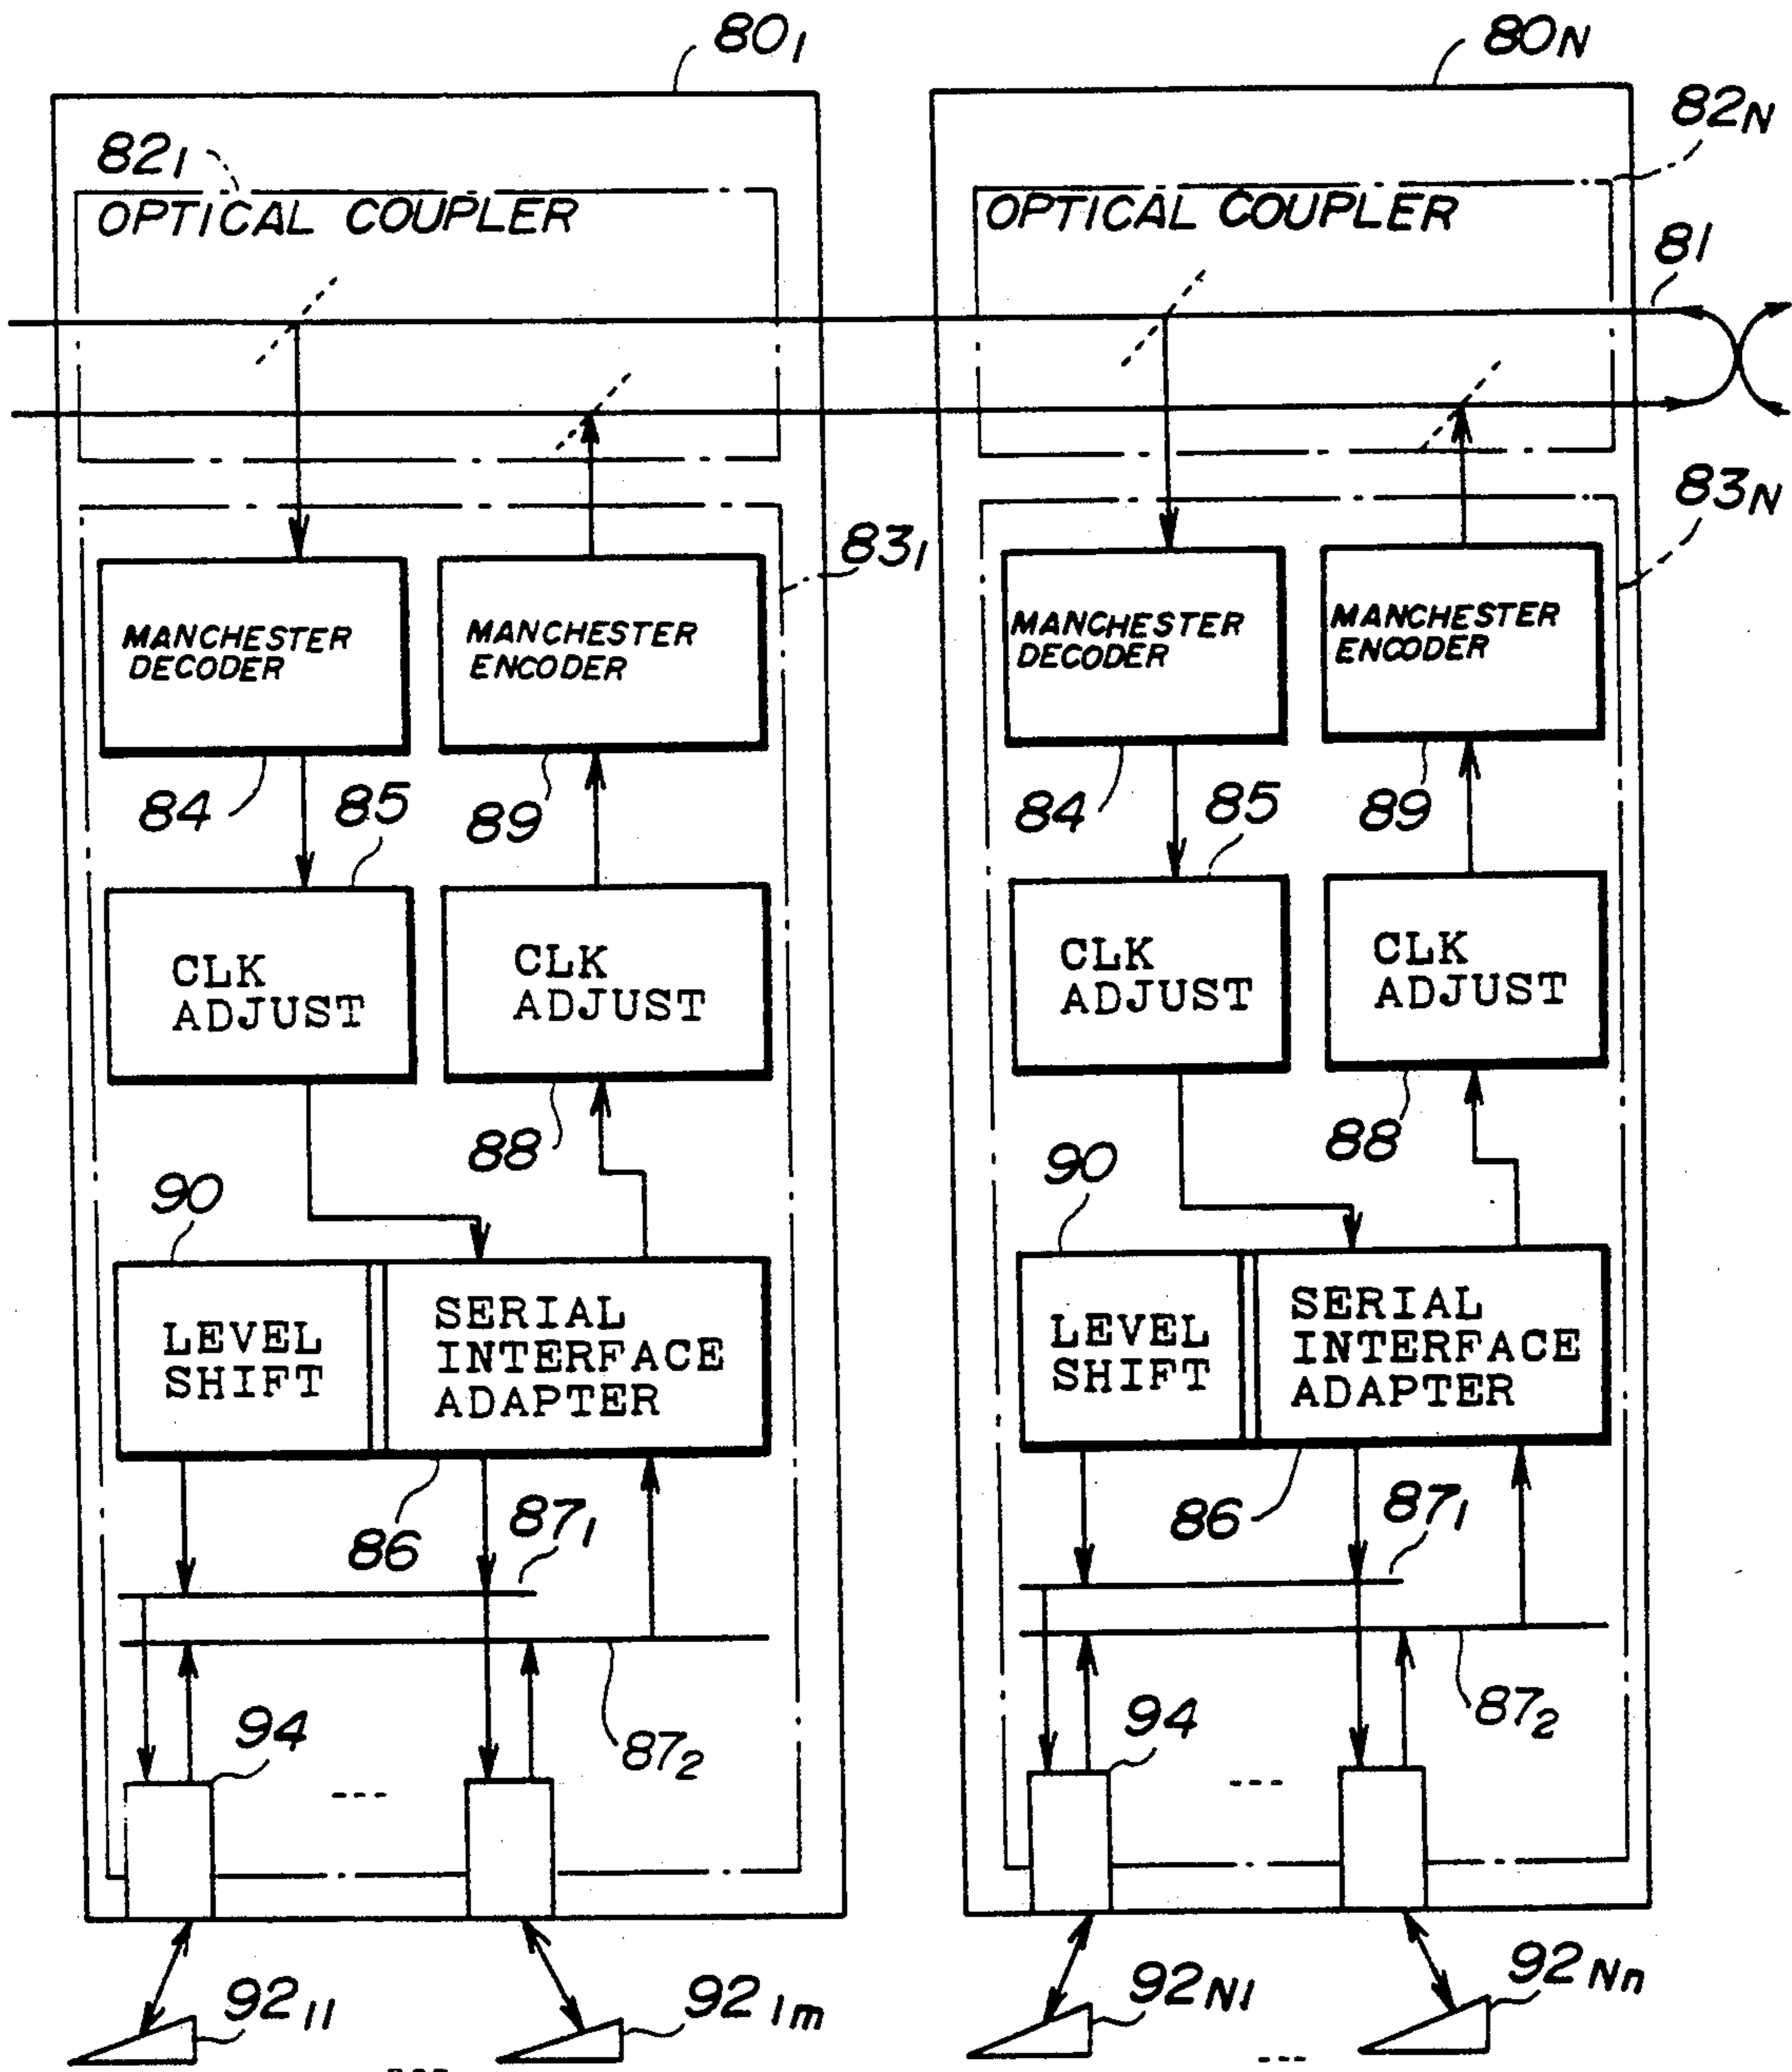 80₁
80N
82₁
82N
OPTICAL COUPLER
OPTICAL COUPLER
81
83₁
83N
MANCHESTER
DECODER
MANCHESTER
ENCODER
MANCHESTER
DECODER
MANCHESTER
ENCODER
84
85
89
84
85
89
CLK
ADJUST
CLK
ADJUST
CLK
ADJUST
CLK
ADJUST
88
88
90
90
LEVEL
SHIFT
SERIAL
INTERFACE
ADAPTER
LEVEL
SHIFT
SERIAL
INTERFACE
ADAPTER
86
87₁
86
87₁
94
87₂
94
87₂
---
---
92₁₁
92₁m
92N1
92Nn
---
---